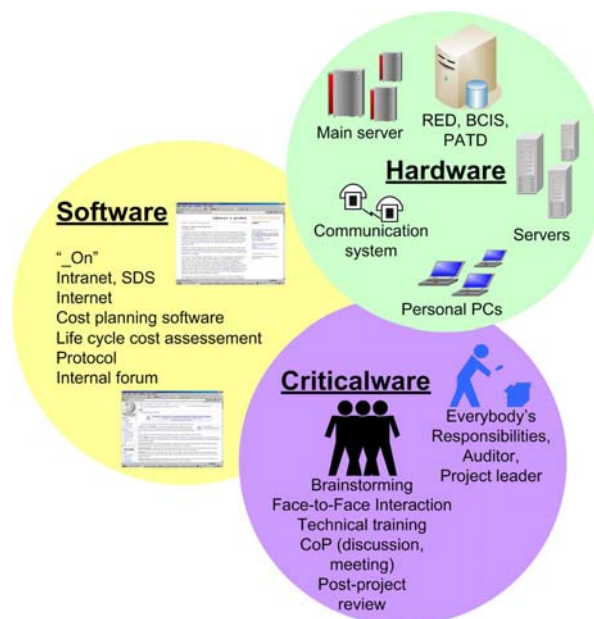 Software
"_On"
Intranet, SDS
Internet
Cost planning software
Life cycle cost assessement
Protocol
Internal forum
Main server
RED, BCIS,
PATD
Hardware
Communication
system
Servers
Personal PCs
Criticalware
Everybody's
Responsibilities,
Auditor,
Project leader
Brainstorming
Face-to-Face Interaction
Technical training
CoP (discussion,
meeting)
Post-project
review